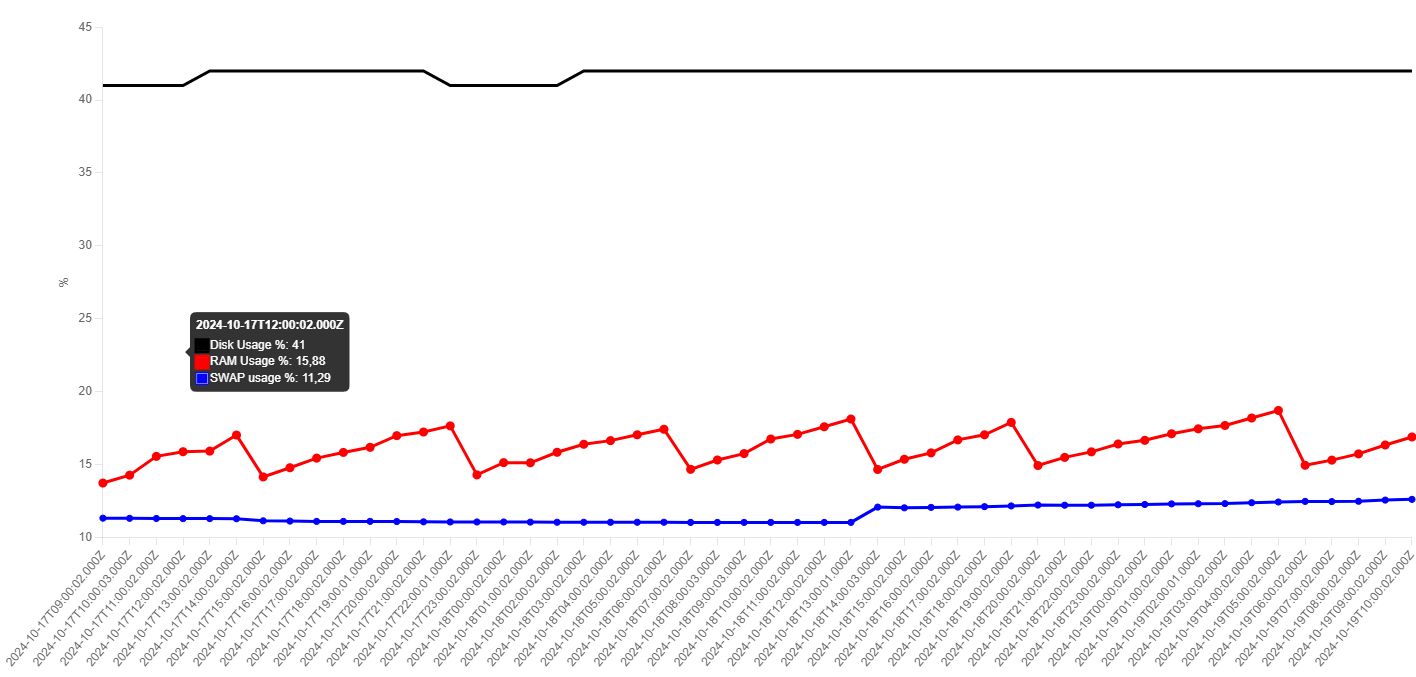 45
40
35
30
%
25
2024-10-17T12:00:02.000Z
Disk Usage %: 41
RAM Usage %: 15,88
SWAP usage %: 11,29
20
15
10
2024-10-17T09:00:02.000Z
2024-10-17T10:00:03.000Z
2024-10-17T11:00:02.000Z
2024-10-17T12:00:02.000Z
2024-10-17T13:00:02.000Z
2024-10-17T14:00:02.000Z
2024-10-17T15:00:02.000Z
2024-10-17T16:00:02.000Z
2024-10-17T17:00:02.000Z
2024-10-17T18:00:02.000Z
2024-10-17T19:00:01.000Z
2024-10-17T20:00:02.000Z
2024-10-17T21:00:02.000Z
2024-10-17T22:00:01.000Z
2024-10-17T23:00:02.000Z
2024-10-18T00:00:02.000Z
2024-10-18T01:00:02.000Z
2024-10-18T02:00:02.000Z
2024-10-18T03:00:02.000Z
2024-10-18T04:00:02.000Z
2024-10-18T05:00:02.000Z
2024-10-18T06:00:02.000Z
2024-10-18T07:00:02.000Z
2024-10-18T08:00:03.000Z
2024-10-18T09:00:03.000Z
2024-10-18T10:00:02.000Z
2024-10-18T11:00:02.000Z
2024-10-18T12:00:02.000Z
2024-10-18T13:00:01.000Z
2024-10-18T14:00:03.000Z
2024-10-18T15:00:02.000Z
2024-10-18T16:00:02.000Z
2024-10-18T17:00:02.000Z
2024-10-18T18:00:02.000Z
2024-10-18T19:00:02.000Z
2024-10-18T20:00:02.000Z
2024-10-18T21:00:02.000Z
2024-10-18T22:00:02.000Z
2024-10-18T23:00:02.000Z
2024-10-19T00:00:02.000Z
2024-10-19T01:00:02.000Z
2024-10-19T02:00:01.000Z
2024-10-19T03:00:02.000Z
2024-10-19T04:00:02.000Z
2024-10-19T05:00:02.000Z
2024-10-19T06:00:02.000Z
2024-10-19T07:00:02.000Z
2024-10-19T08:00:02.000Z
2024-10-19T09:00:02.000Z
2024-10-19T10:00:02.000Z